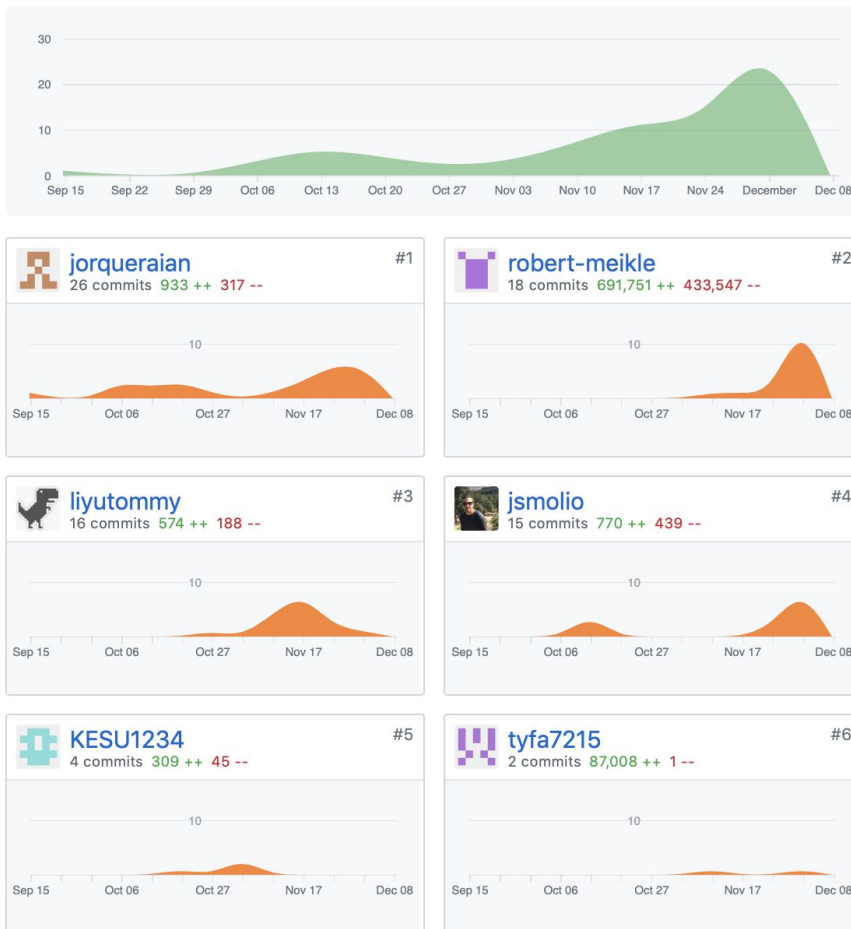 30
20
10
0
Sep 15 Sep 22 Sep 29 Oct 06 Oct 13 Oct 20 Oct 27 Nov 03 Nov 10 Nov 17 Nov 24 December Dec 08
jorqueraian #1
26 commits 933 ++ 317 --
10
Sep 15 Oct 06 Oct 27 Nov 17 Dec 08
robert-meikle #2
18 commits 691,751 ++ 433,547 --
10
Sep 15 Oct 06 Oct 27 Nov 17 Dec 08
liyutommy #3
16 commits 574 ++ 188 --
10
Sep 15 Oct 06 Oct 27 Nov 17 Dec 08
jsmolio #4
15 commits 770 ++ 439 --
10
Sep 15 Oct 06 Oct 27 Nov 17 Dec 08
KESU1234 #5
4 commits 309 ++ 45 --
10
Sep 15 Oct 06 Oct 27 Nov 17 Dec 08
tyfa7215 #6
2 commits 87,008 ++ 1 --
10
Sep 15 Oct 06 Oct 27 Nov 17 Dec 08